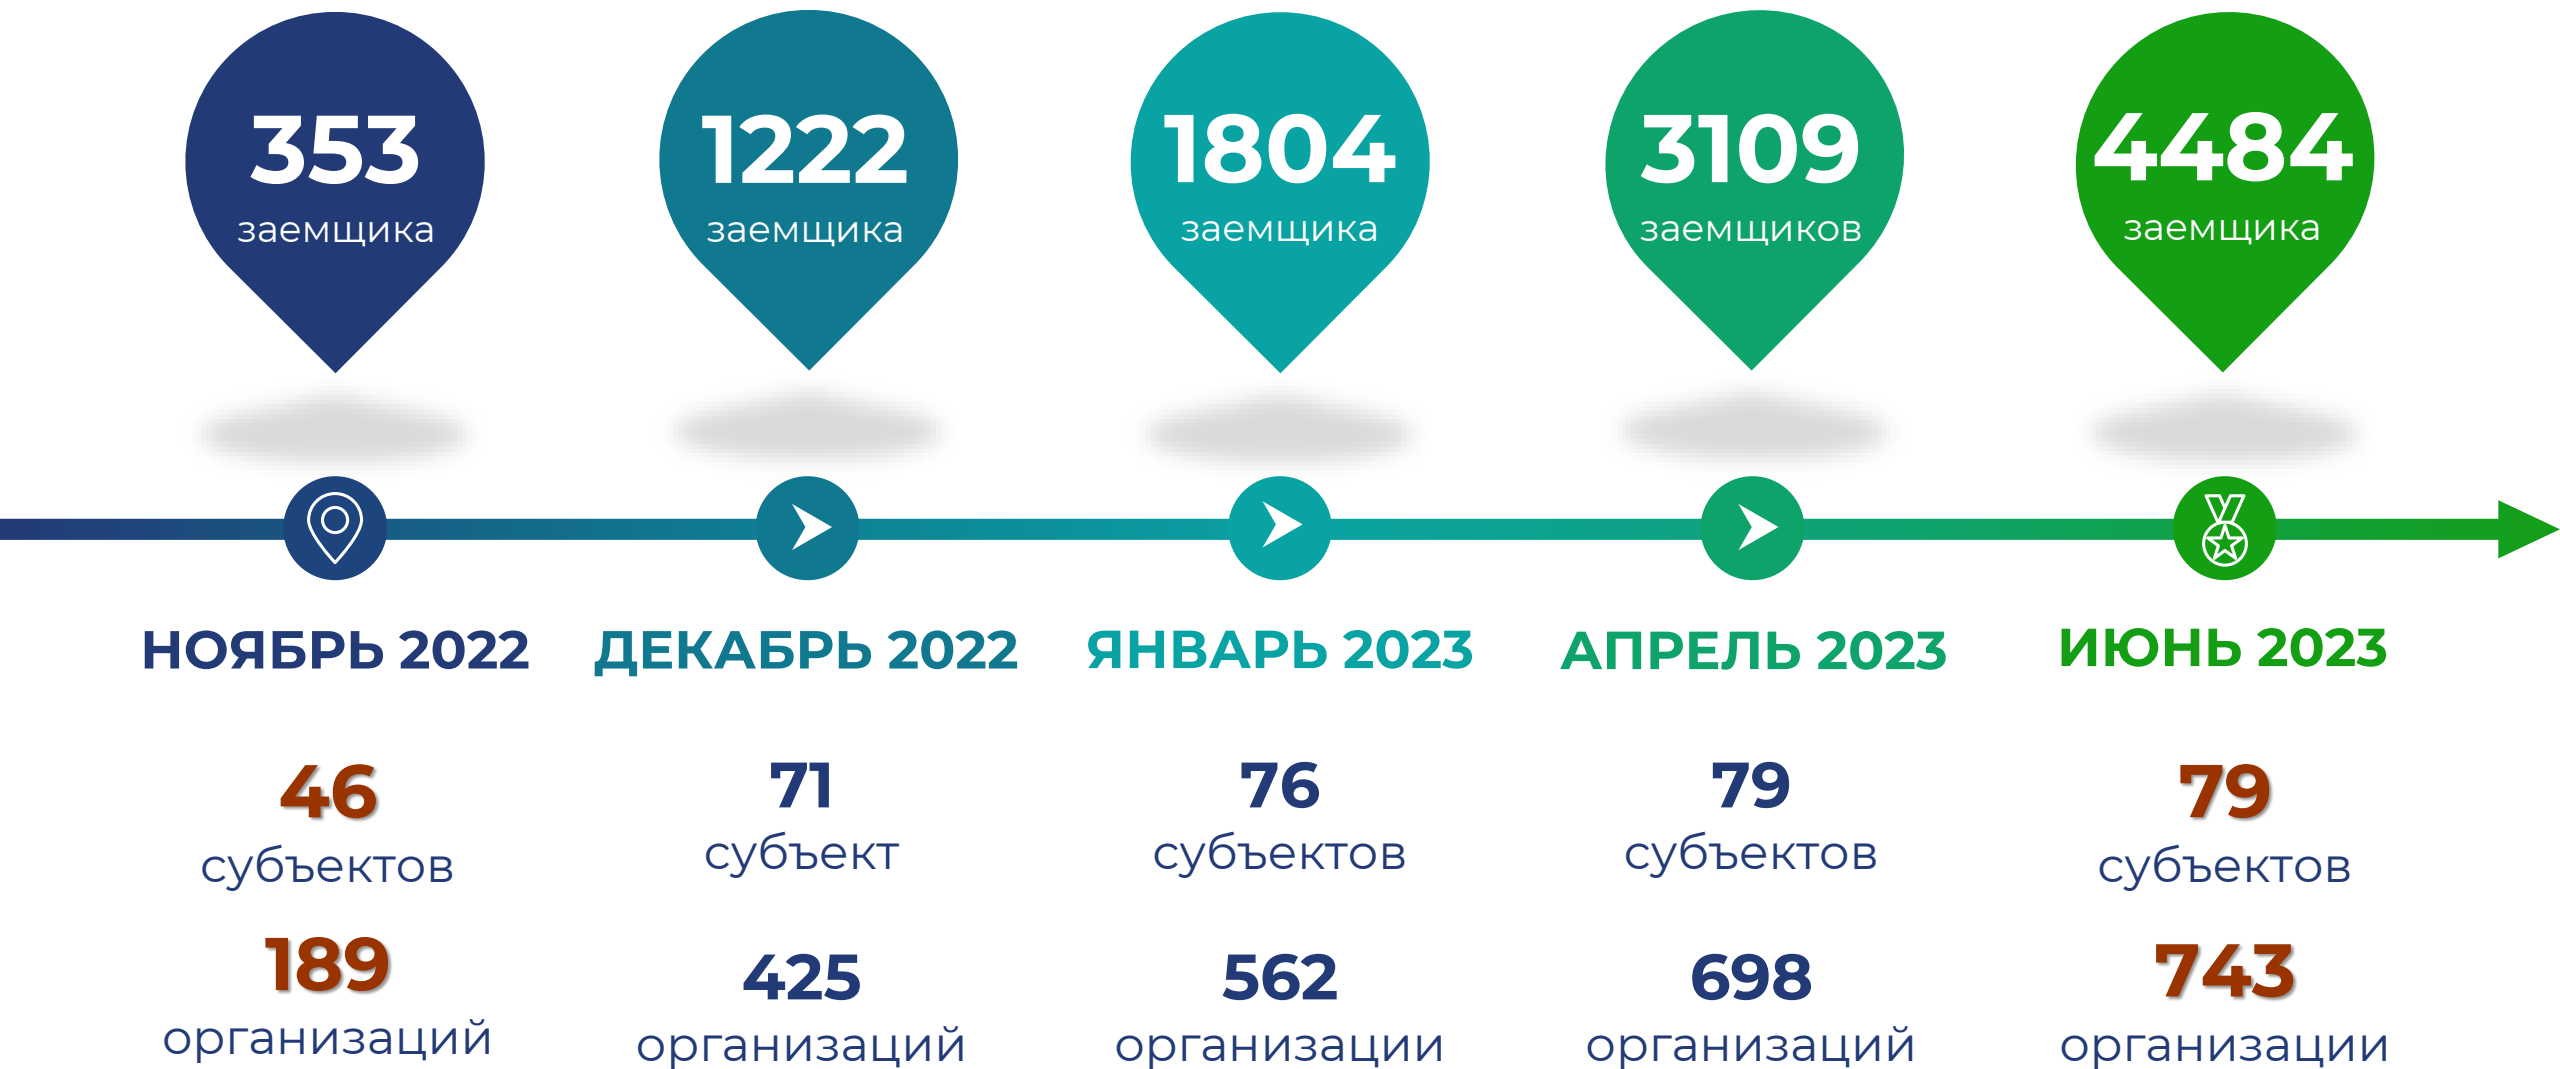 353
заемщика
1222
заемщика
1804
заемщика
3109
заемщиков
4484
заемщика
НОЯБРЬ 2022
ДЕКАБРЬ 2022
ЯНВАРЬ 2023
АПРЕЛЬ 2023
ИЮНЬ 2023
46
субъектов
71
субъект
76
субъектов
79
субъектов
79
субъектов
189
организаций
425
организаций
562
организации
698
организаций
743
организации